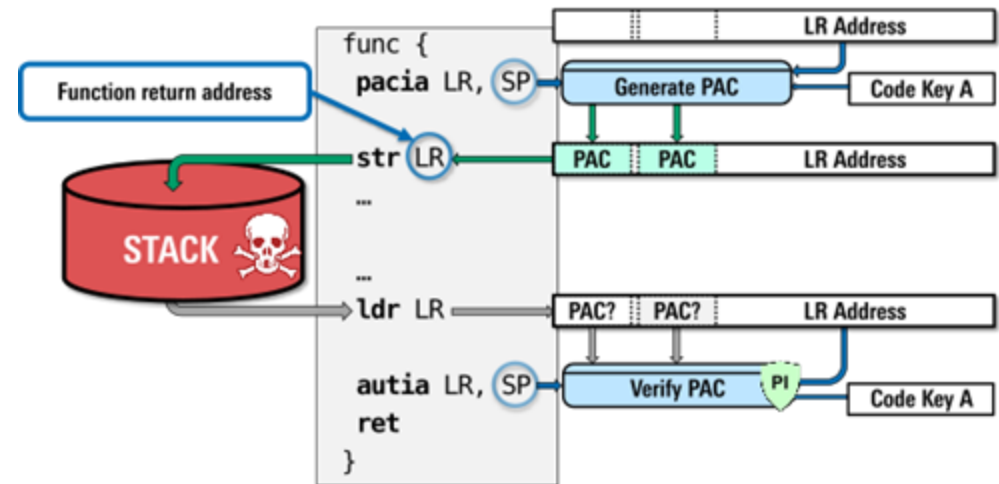 LR Address
func {
pacia LR, SP
Generate PAC
Code Key A
Function return address
str LR
PAC
PAC
LR Address
…
STACK
…
ldr LR
PAC?
PAC?
LR Address
autia LR, SP
Verify PAC
PI
Code Key A
ret
}